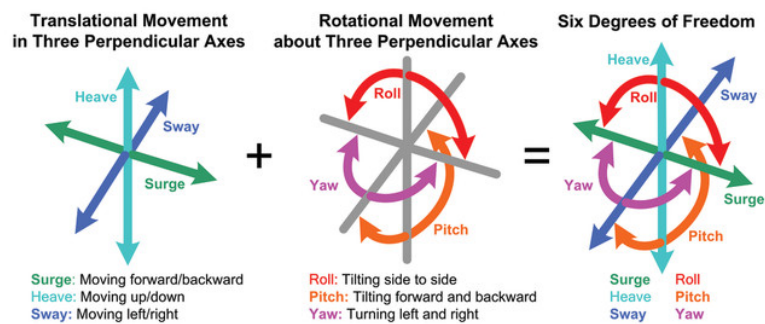 Translational Movement
in Three Perpendicular Axes
Heave
Sway
Surge
Surge: Moving forward/backward
Heave: Moving up/down
Sway: Moving left/right
+
Rotational Movement
about Three Perpendicular Axes
Roll
Yaw
Pitch
Roll: Tilting side to side
Pitch: Tilting forward and backward
Yaw: Turning left and right
=
Six Degrees of Freedom
Heave
Sway
Roll
Yaw
Surge
Pitch
Surge Roll
Heave Pitch
Sway Yaw